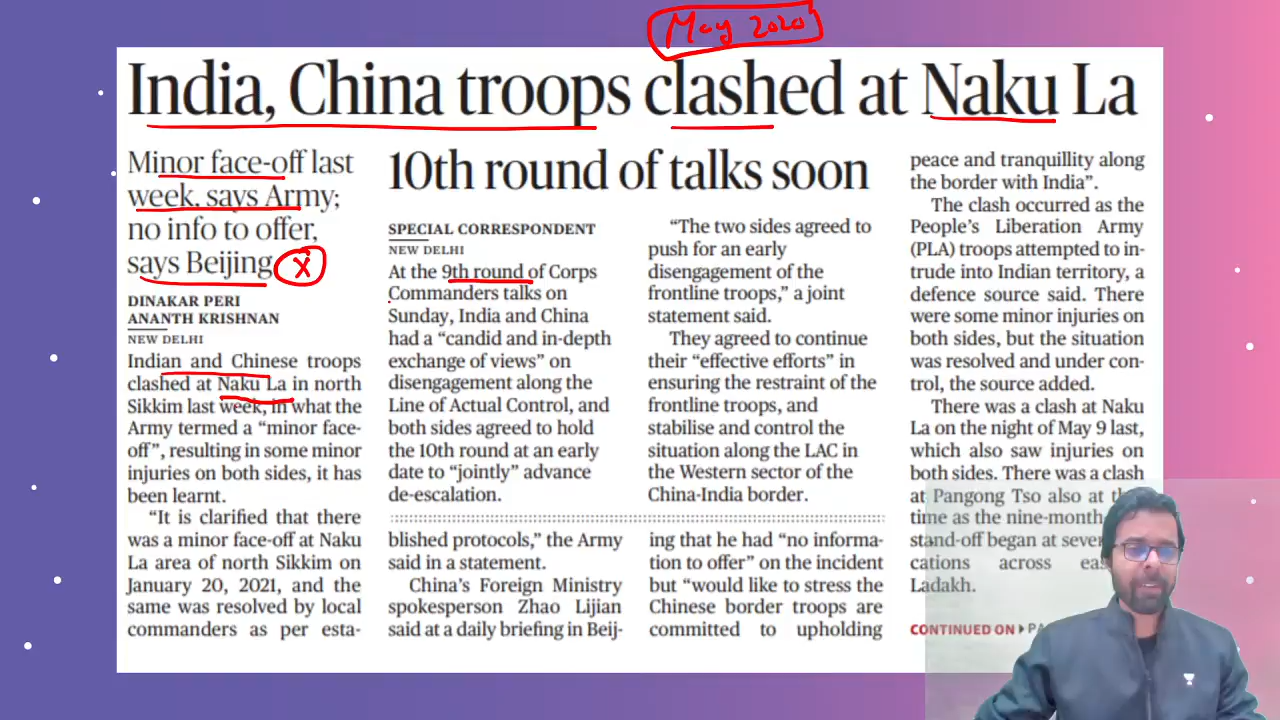 May 2020
India, China troops clashed at Naku La
Minor face-off last
week, says Army;
no info to offer,
says Beijing
X
DINAKAR PERI
ANANTH KRISHNAN
NEW DELHI
Indian and Chinese troops
clashed at Naku La in north
Sikkim last week, in what the
Army termed a “minor face-
off”, resulting in some minor
injuries on both sides, it has
been learnt.
“It is clarified that there
was a minor face-off at Naku
La area of north Sikkim on
January 20, 2021, and the
same was resolved by local
commanders as per esta-
10th round of talks soon
SPECIAL CORRESPONDENT
NEW DELHI
At the 9th round of Corps
Commanders talks on
Sunday, India and China
had a “candid and in-depth
exchange of views” on
disengagement along the
Line of Actual Control, and
both sides agreed to hold
the 10th round at an early
date to “jointly” advance
de-escalation.
“The two sides agreed to
push for an early
disengagement of the
frontline troops,” a joint
statement said.
They agreed to continue
their “effective efforts” in
ensuring the restraint of the
frontline troops, and
stabilise and control the
situation along the LAC in
the Western sector of the
China-India border.
blished protocols,” the Army
said in a statement.
China’s Foreign Ministry
spokesperson Zhao Lijian
said at a daily briefing in Beij-
ing that he had “no informa-
tion to offer” on the incident
but “would like to stress the
Chinese border troops are
committed to upholding
peace and tranquillity along
the border with India”.
The clash occurred as the
People’s Liberation Army
(PLA) troops attempted to in-
trude into Indian territory, a
defence source said. There
were some minor injuries on
both sides, but the situation
was resolved and under con-
trol, the source added.
There was a clash at Naku
La on the night of May 9 last,
which also saw injuries on
both sides. There was a clash
at Pangong Tso also at
time as the nine-month
stand-off began at
across
Ladakh.
CONTINUED ON